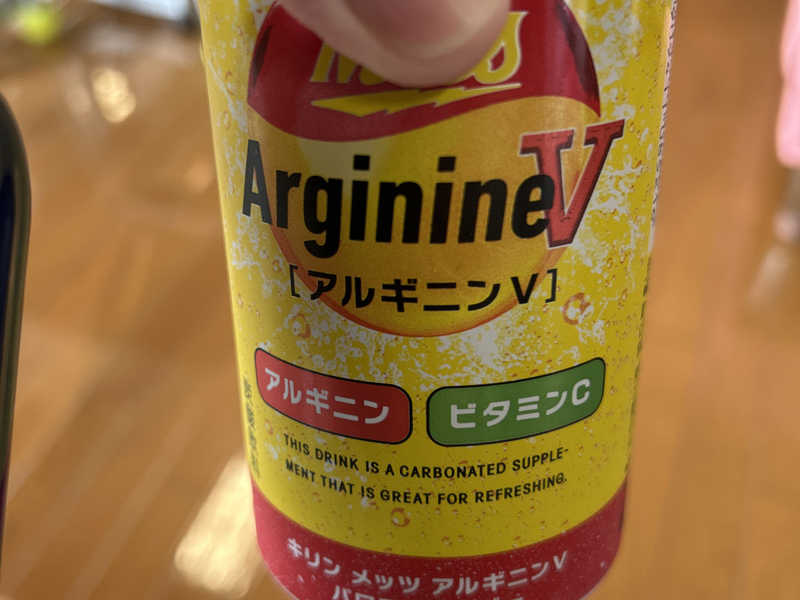 Arginine V
[アルギニンV]
アルギニン
ビタミンC
THIS DRINK IS A CARBONATED SUPPLE-
MENT THAT IS GREAT FOR REFRESHING.
キリン メッツ アルギニンV